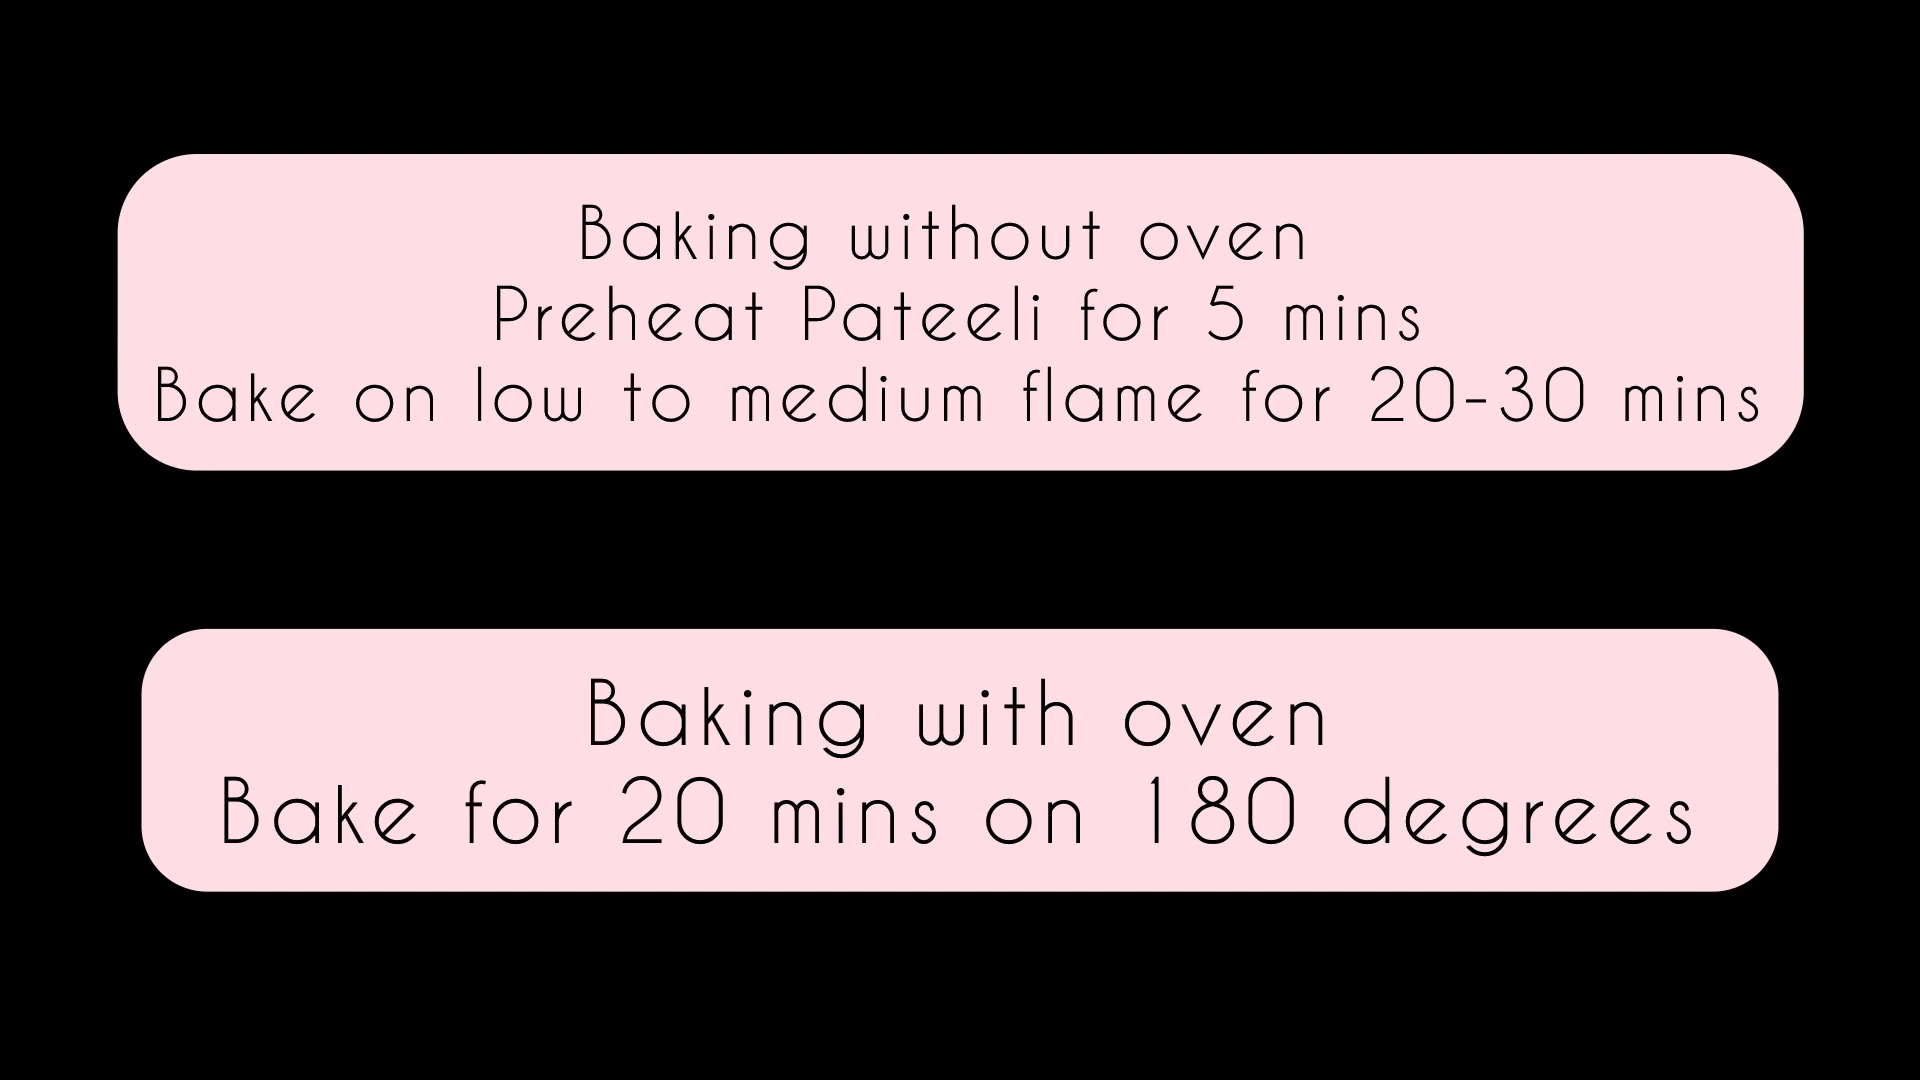 Baking without oven
Preheat Pateeli for 5 mins
Bake on low to medium flame for 20-30 mins
Baking with oven
Bake for 20 mins on 180 degrees